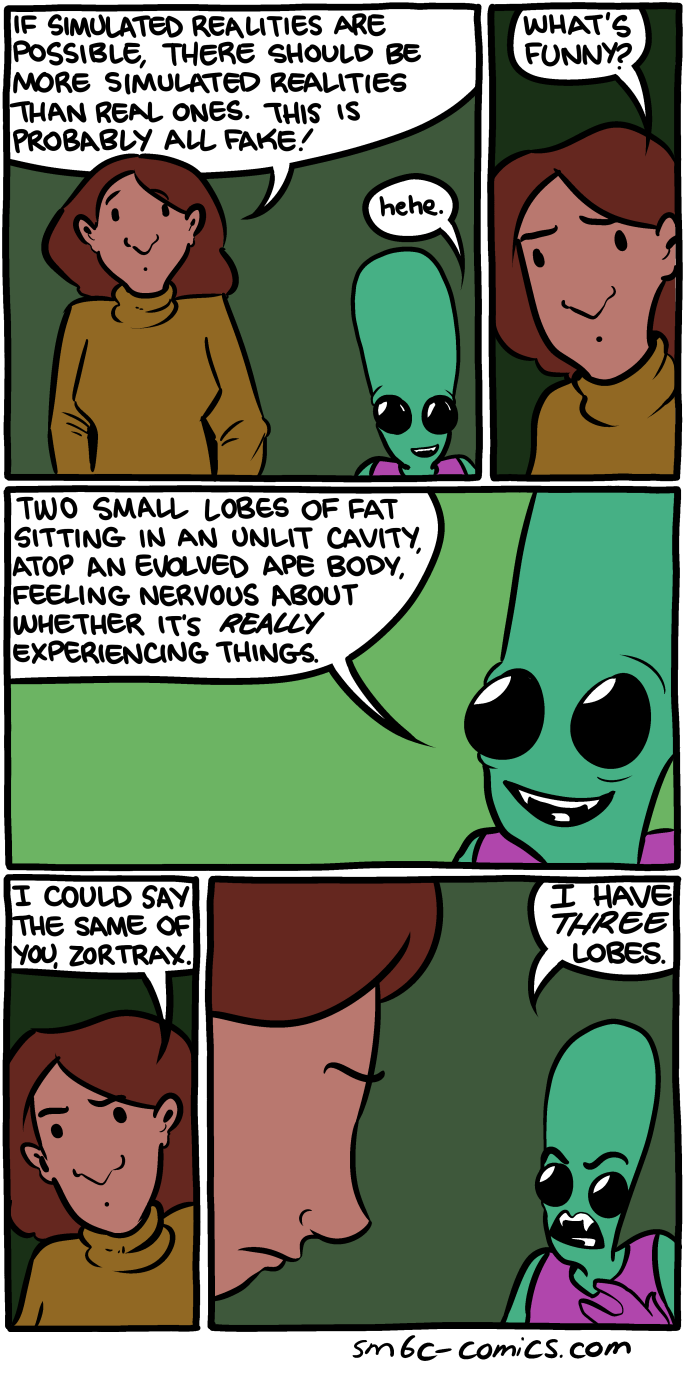 IF SIMULATED REALITIES ARE
POSSIBLE, THERE SHOULD BE
MORE SIMULATED REALITIES
THAN REAL ONES. THIS IS
PROBABLY ALL FAKE!
hehe.
WHAT'S
FUNNY?
TWO SMALL LOBES OF FAT
SITTING IN AN UNLIT CAVITY,
ATOP AN EVOLVED APE BODY,
FEELING NERVOUS ABOUT
WHETHER IT'S REALLY
EXPERIENCING THINGS.
I COULD SAY
THE SAME OF
YOU, ZORTRAX.
I HAVE
THREE
LOBES.
smbc-comics.com